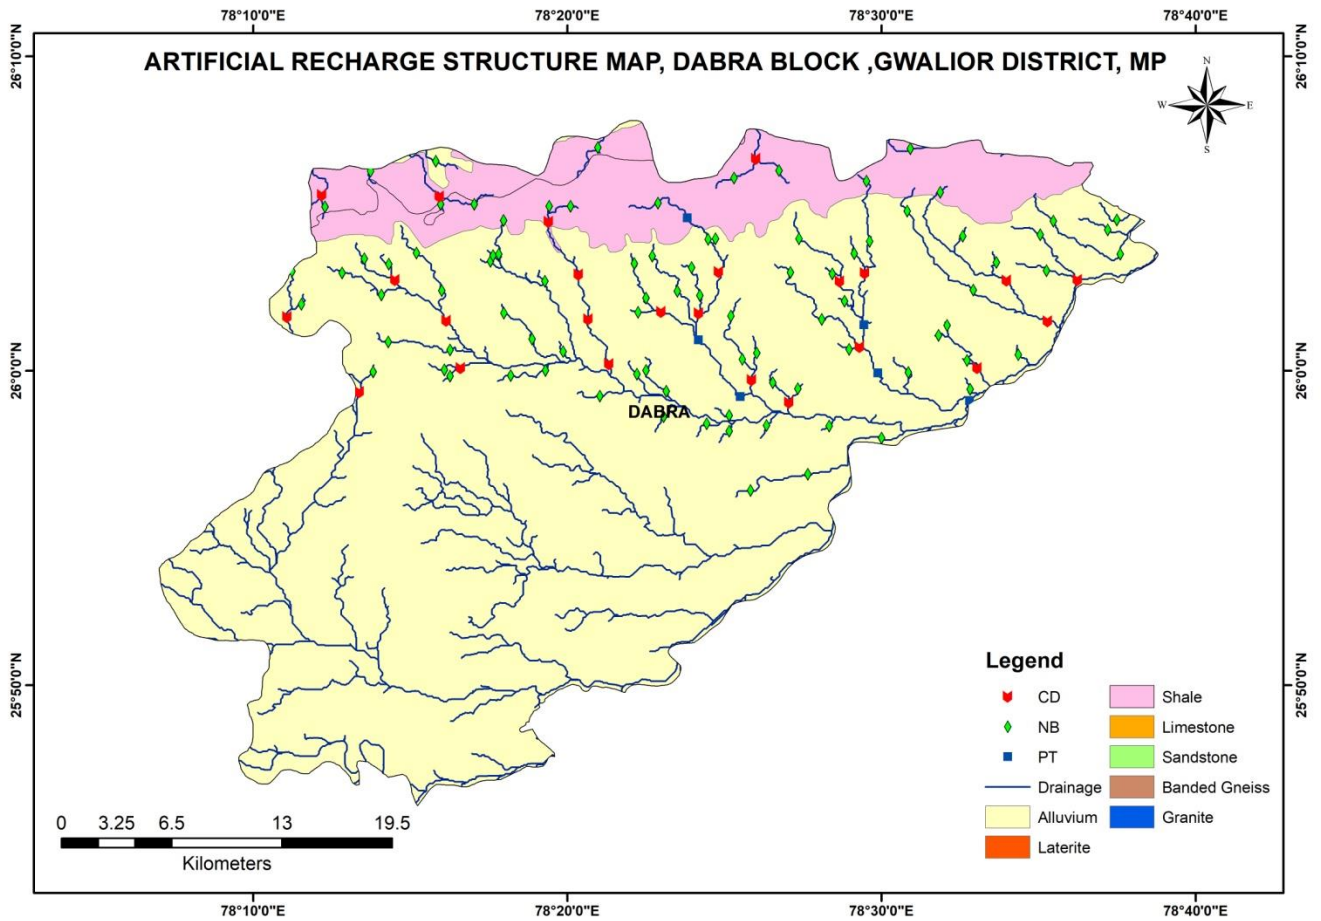 78°10'0"E
78°20'0"E
78°30'0"E
78°40'0"E
26°10'0"N
26°10'0"N
ARTIFICIAL RECHARGE STRUCTURE MAP, DABRA BLOCK ,GWALIOR DISTRICT, MP
N
W
E
S
26°0'0"N
26°0'0"N
DABRA
25°50'0"N
25°50'0"N
Legend
CD
NB
PT
Drainage
Alluvium
Laterite
Shale
Limestone
Sandstone
Banded Gneiss
Granite
0 3.25 6.5 13 19.5
Kilometers
78°10'0"E
78°20'0"E
78°30'0"E
78°40'0"E